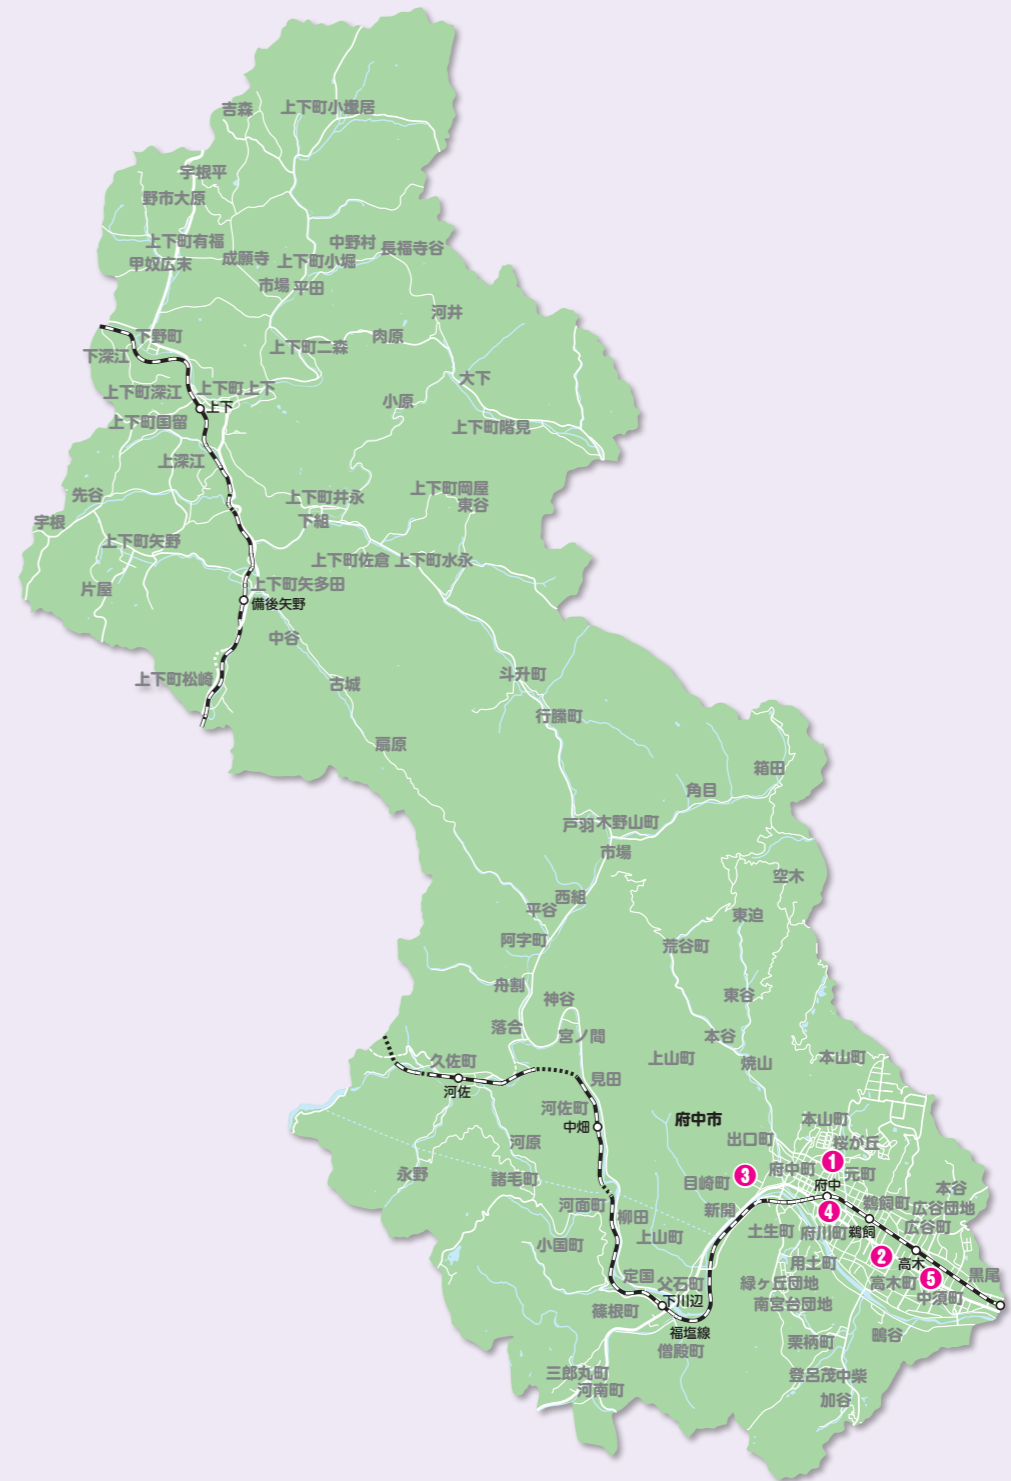 吉森
上下町小塩居
宇根平
野市大原
上下町有福
甲奴広末
成願寺
上下町小堀
中野村
長福寺谷
市場
平田
河井
下野町
下深江
上下町二森
肉原
大下
上下町深江
上下町上下
上下
小原
上下町国留
上下町階見
上深江
先谷
上下町井永
上下町岡屋
東谷
宇根
下組
上下町矢野
上下町佐倉
上下町水永
片屋
上下町矢多田
備後矢野
中谷
上下町松崎
古城
斗升町
行縢町
扇原
箱田
角目
戸羽
木野山町
市場
空木
西組
平谷
東迫
阿字町
荒谷町
舟割
神谷
東谷
落合
宮ノ間
本谷
久佐町
上山町
焼山
本山町
河佐
見田
河佐町
中畑
府中市
本山町
出口町
桜が丘
河原
永野
諸毛町
目崎町
3
府中町
1
元町
府中
河面町
柳田
新開
4
鵜飼町
本谷
広谷団地
小国町
上山町
土生町
府川町
鵜飼
広谷町
2
高木
定国
父石町
用土町
緑ヶ丘団地
高木町
5
黒尾
下川辺
篠根町
南宮台団地
中須町
福塩線
僧殿町
栗柄町
鴫谷
三郎丸町
河南町
登呂茂
中柴
加谷